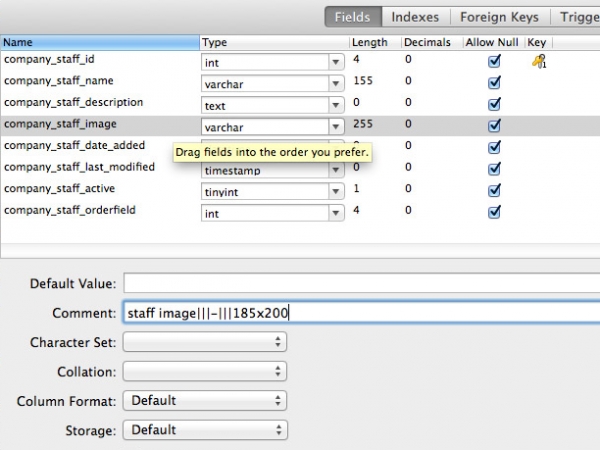 Fields Indexes Foreign Keys Trigge
Name Type Length Decimals Allow Null Key
company_staff_id int 4 0 1
company_staff_name varchar 155 0
company_staff_description text 0 0
company_staff_image varchar 255 0
company_staff_date_added 0
Drag fields into the order you prefer.
company_staff_last_modified timestamp 0 0
company_staff_active tinyint 1 0
company_staff_orderfield int 4 0
Default Value:
Comment: staff image|||-|||185x200
Character Set:
Collation:
Column Format: Default
Storage: Default